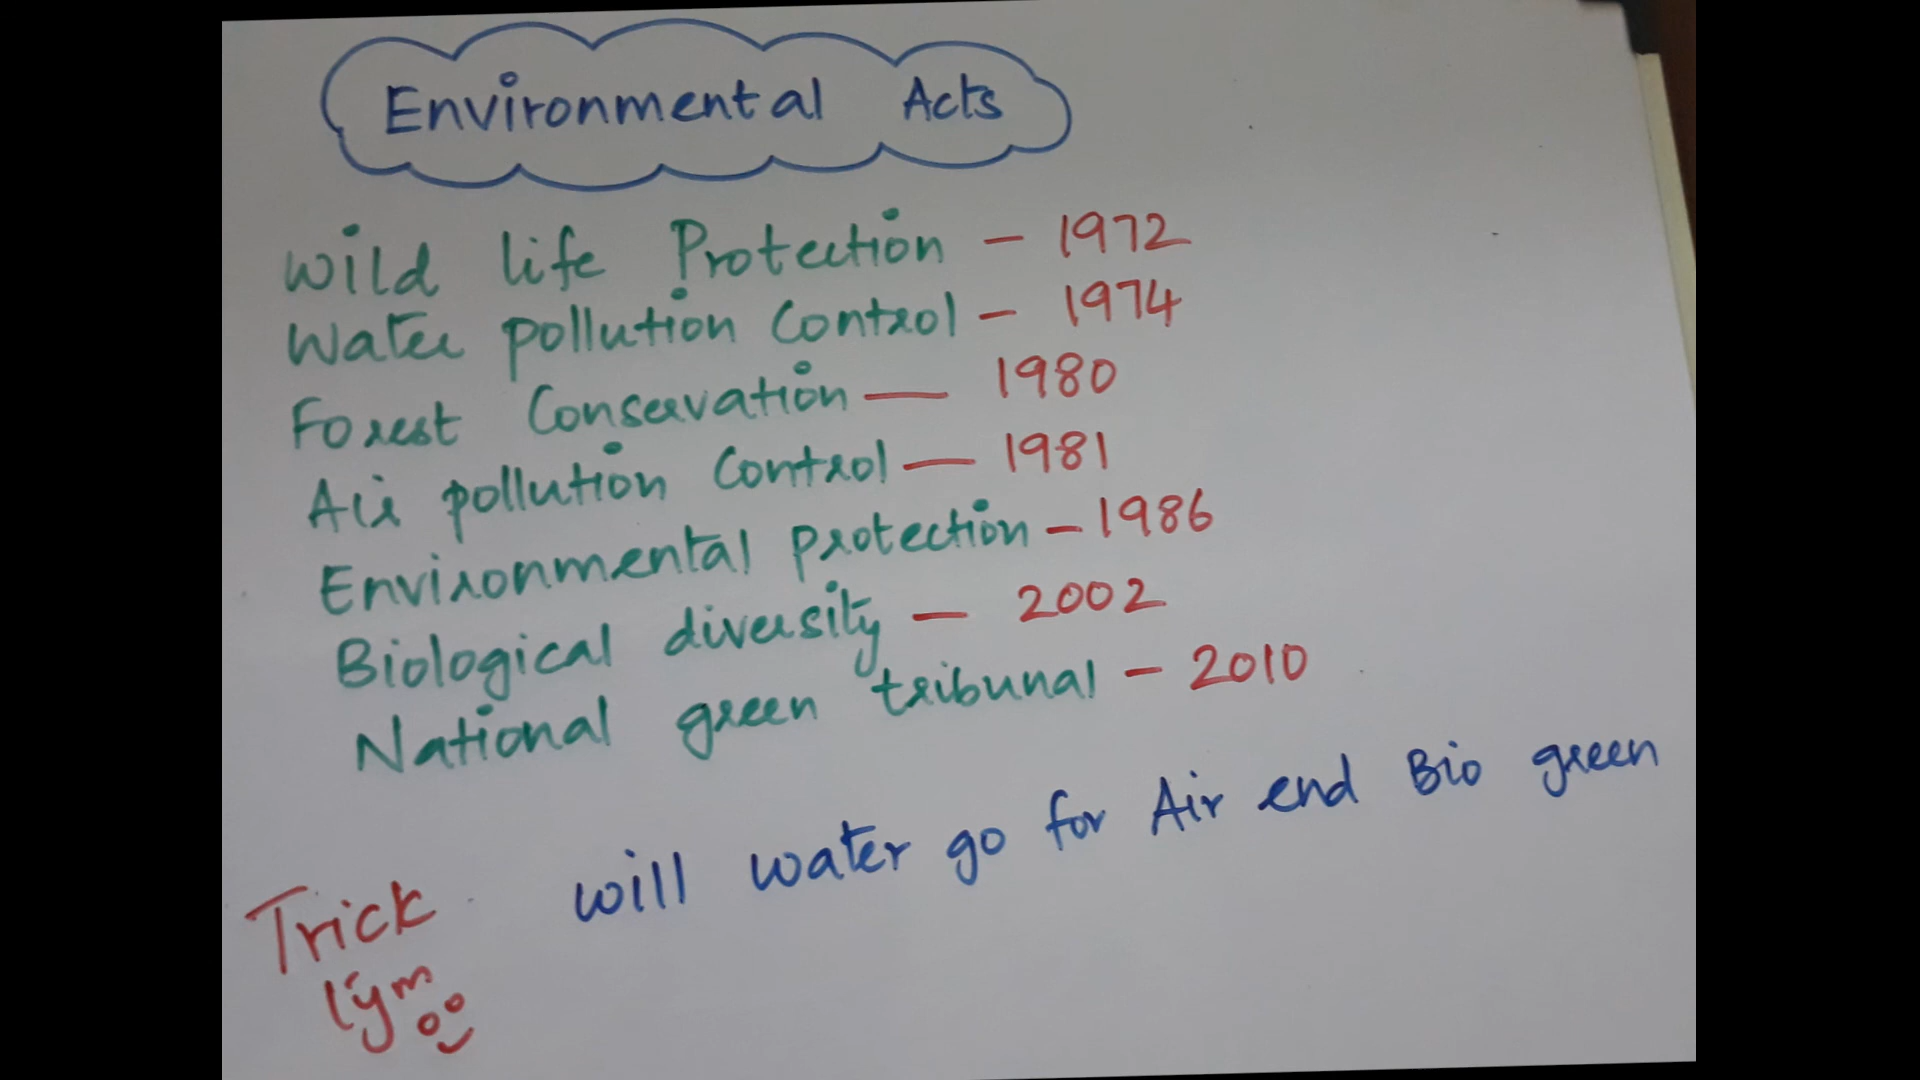 Environmental Acts
Wild life Protection - 1972
Water pollution Control - 1974
Forest Conservation - 1980
Air pollution Control - 1981
Environmental protection - 1986
Biological diversity - 2002
National green tribunal - 2010
Trick will water go for Air end Bio green
lym